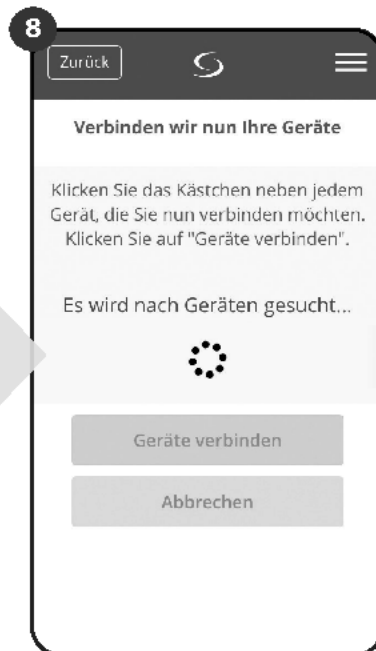 8
Zurück
Verbinden wir nun Ihre Geräte
Klicken Sie das Kästchen neben jedem
Gerät, die Sie nun verbinden möchten.
Klicken Sie auf "Geräte verbinden".
Es wird nach Geräten gesucht...
Geräte verbinden
Abbrechen